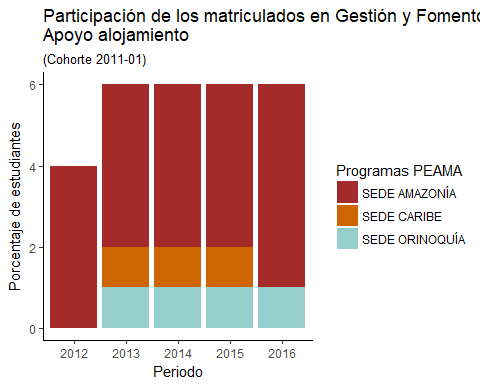 Participación de los matriculados en Gestión y Fomento
Apoyo alojamiento
(Cohorte 2011-01)
Porcentaje de estudiantes
6
4
2
0
2012 2013 2014 2015 2016
Periodo
Programas PEAMA
SEDE AMAZONÍA
SEDE CARIBE
SEDE ORINOQUÍA